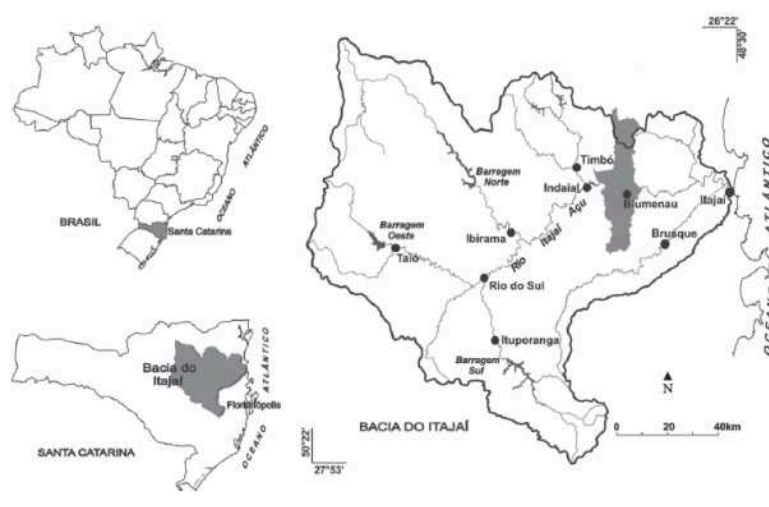 BRASIL
Santa Catarina
OCEANO
ATLÂNTICO
Bacia do
Itajaí
Florianópolis
SANTA CATARINA
OCEANO
ATLÂNTICO
26°22'
48°30'
Timbó
Barragem
Norte
Indaial
Blumenau
Itajaí
Rio Itajaí Açu
Barragem
Oeste
Ibirama
Brusque
Taió
Rio do Sul
Ituporanga
Barragem
Sul
OCEANO ATLÂNTICO
N
BACIA DO ITAJAÍ
0 20 40km
50°22'
27°53'